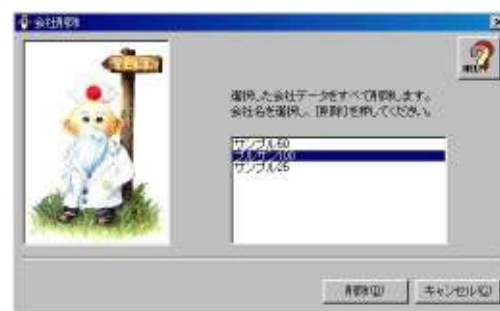 会社削除
HELP
選択した会社データをすべて削除します。
会社名を選択し、[削除]を押してください。
サンプル50
プルサン100
サンプル25
削除(D)
キャンセル(C)